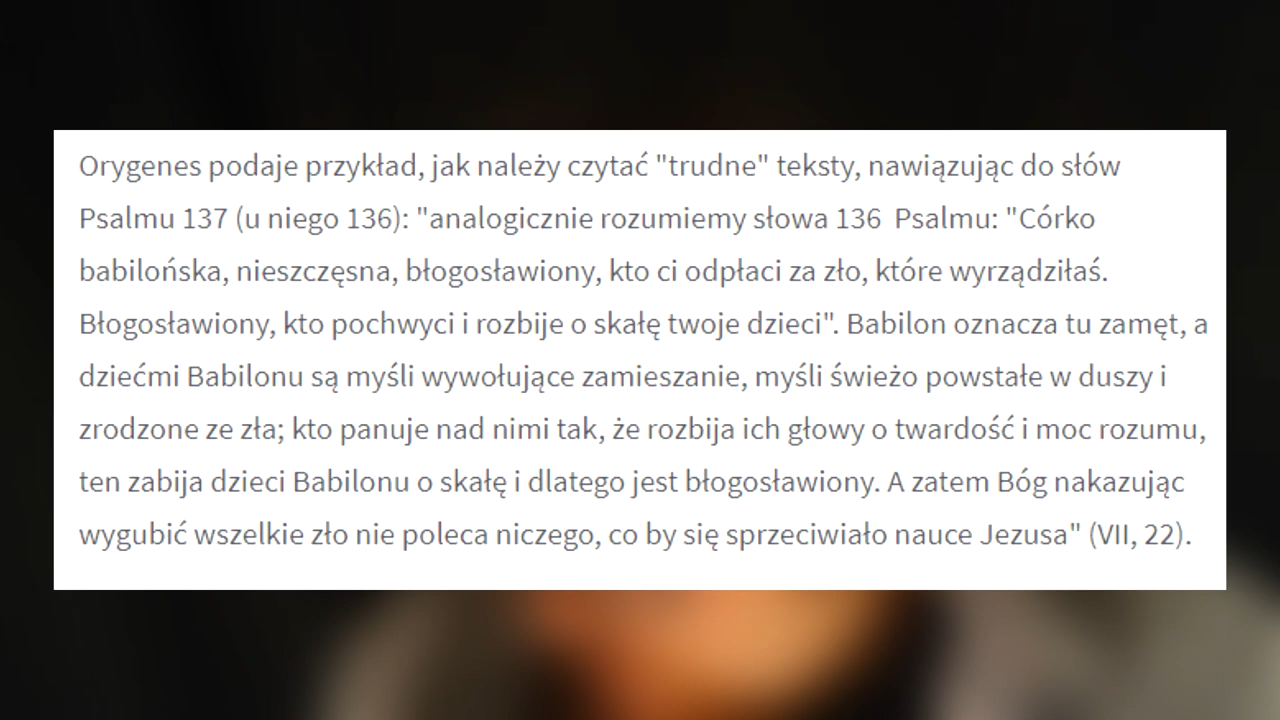 Orygenes podaje przykład, jak należy czytać "trudne" teksty, nawiązując do słów
Psalmu 137 (u niego 136): "analogicznie rozumiemy słowa 136  Psalmu: "Córko
babilońska, nieszczęsna, błogosławiony, kto ci odpłaci za zło, które wyrządziłaś.
Błogosławiony, kto pochwyci i rozbije o skałę twoje dzieci". Babilon oznacza tu zamęt, a
dziećmi Babilonu są myśli wywołujące zamieszanie, myśli świeżo powstałe w duszy i
zrodzone ze zła; kto panuje nad nimi tak, że rozbija ich głowy o twardość i moc rozumu,
ten zabija dzieci Babilonu o skałę i dlatego jest błogosławiony. A zatem Bóg nakazując
wygubić wszelkie zło nie poleca niczego, co by się sprzeciwiało nauce Jezusa" (VII, 22).